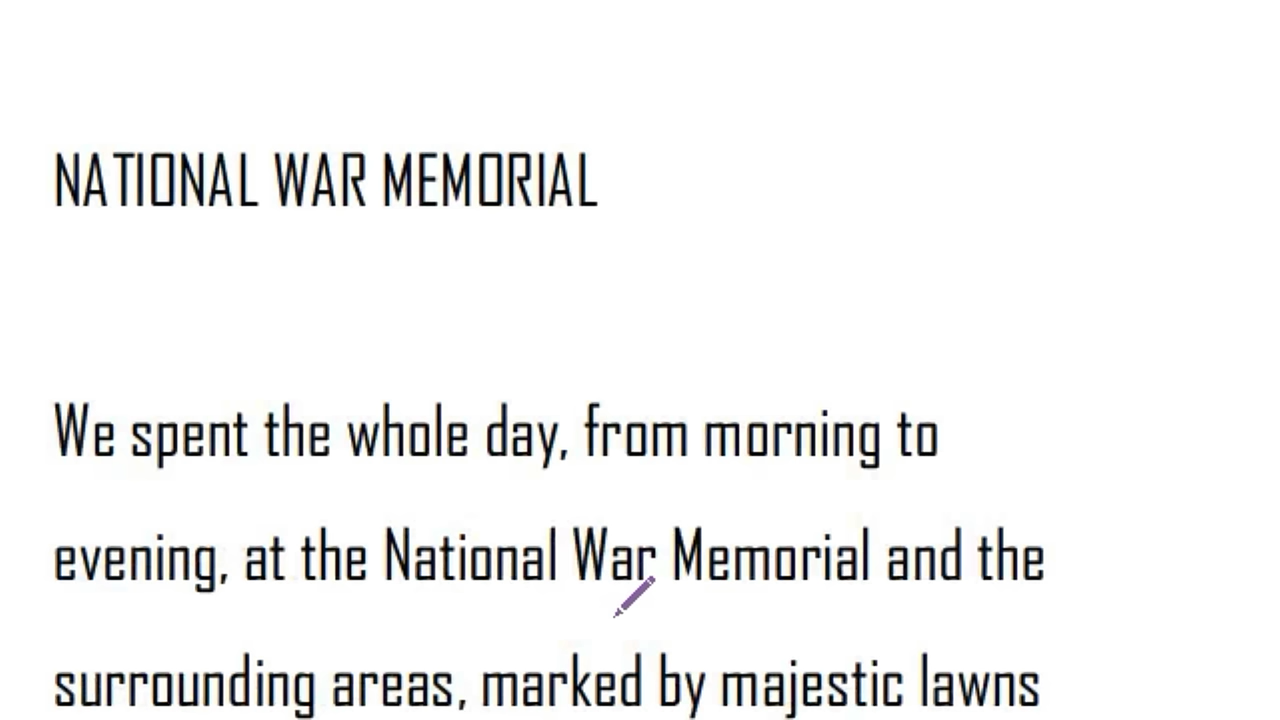 NATIONAL WAR MEMORIAL
We spent the whole day, from morning to
evening, at the National War Memorial and the
surrounding areas, marked by majestic lawns